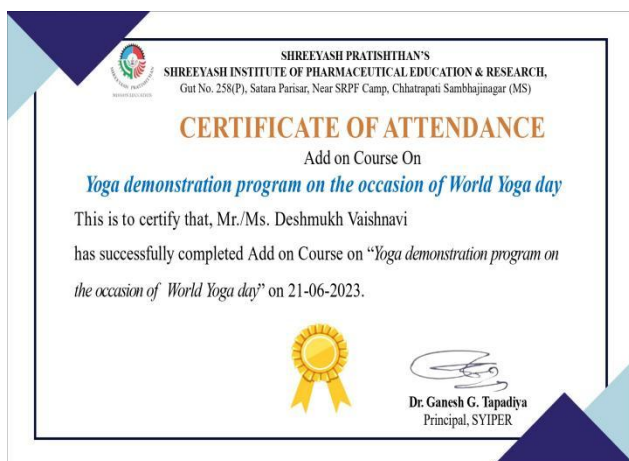 SHREEYASH PRATISHTHAN'S
SHREEYASH INSTITUTE OF PHARMACEUTICAL EDUCATION & RESEARCH,
Gut No. 258(P), Satara Parisar, Near SRPF Camp, Chhatrapati Sambhajinagar (MS)
CERTIFICATE OF ATTENDANCE
Add on Course On
Yoga demonstration program on the occasion of World Yoga day
This is to certify that, Mr./Ms. Deshmukh Vaishnavi
has successfully completed Add on Course on “Yoga demonstration program on
the occasion of World Yoga day” on 21-06-2023.
Dr. Ganesh G. Tapadiya
Principal, SYIPER